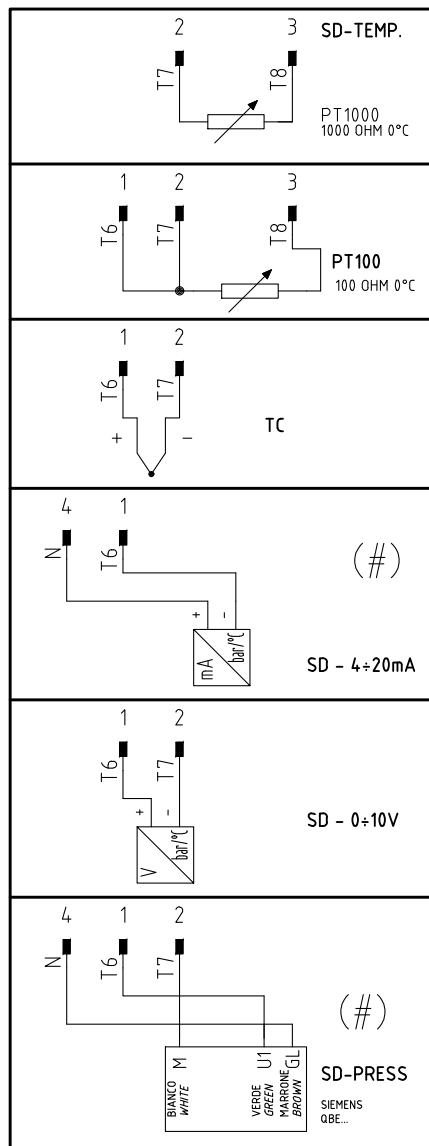 2 3 SD-TEMP.
T7 T8
PT1000
1000 OHM 0°C
1 2 3
T6 T7 T8
PT100
100 OHM 0°C
1 2
T6 T7
+ - TC
4 1
N T6 (#)
+ -
mA bar/°C
SD - 4÷20mA
1 2
T6 T7
+ -
V bar/°C
SD - 0÷10V
4 1 2
N T6 T7
(#)
M U1 GL
BIANCO
WHITE
VERDE
GREEN
MARRONE
BROWN
SD-PRESS
SIEMENS
QBE...